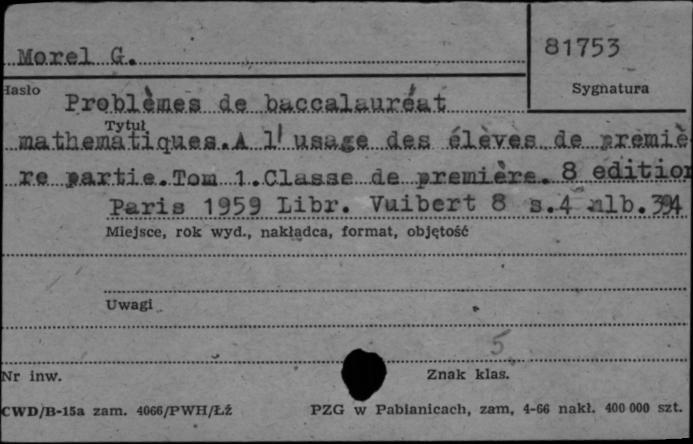 Morel G.
81753
Hasło
Sygnatura
Problèmes de baccalauréat
Tytuł
mathematiques.A l' usage des élèves de premiè
re partie.Tom 1.Classe de première. 8 edition
Paris 1959 Libr. Vuibert 8 s.4 nlb.394
Miejsce, rok wyd., nakładca, format, objętość
Uwagi
5
Nr inw.
Znak klas.
CWD/B-15a zam. 4066/PWH/Łż
PZG w Pabianicach, zam, 4-66 nakł. 400 000 szt.